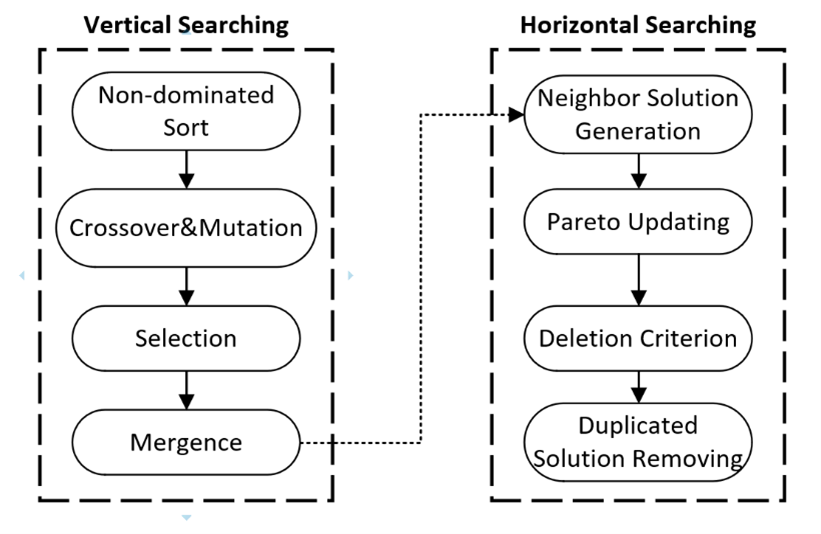 Vertical Searching
Non-dominated
Sort
Crossover&Mutation
Selection
Mergence
Horizontal Searching
Neighbor Solution
Generation
Pareto Updating
Deletion Criterion
Duplicated
Solution Removing